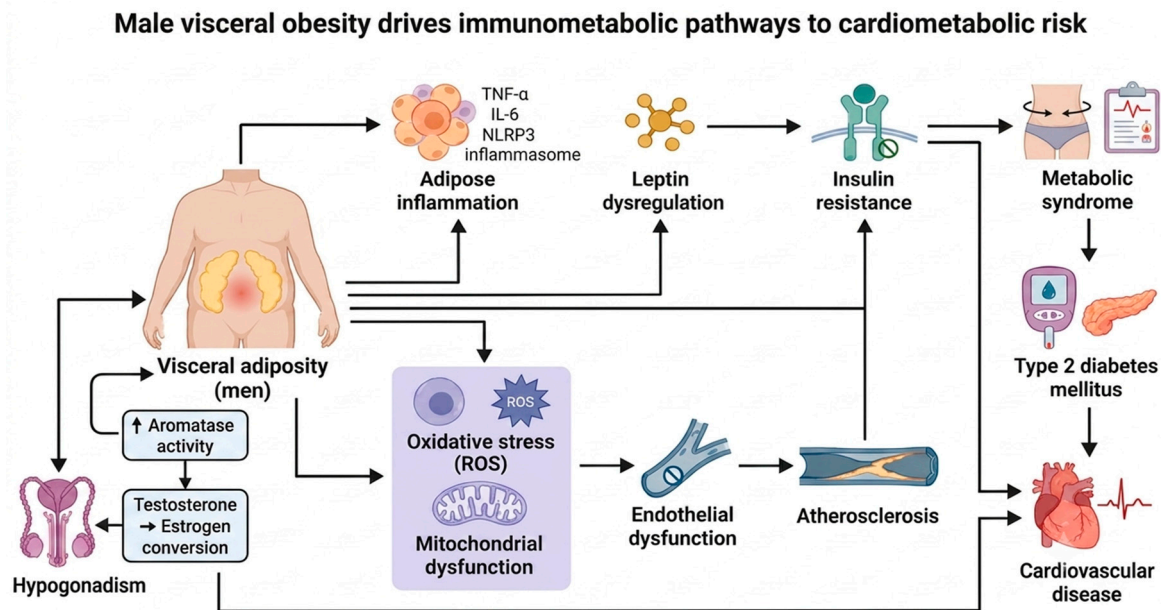 Male visceral obesity drives immunometabolic pathways to cardiometabolic risk
TNF-α
IL-6
NLRP3
inflammasome
Adipose
inflammation
Leptin
dysregulation
Insulin
resistance
Metabolic
syndrome
Visceral adiposity
(men)
Type 2 diabetes
mellitus
↑ Aromatase
activity
ROS
Oxidative stress
(ROS)
Testosterone
→ Estrogen
conversion
Mitochondrial
dysfunction
Endothelial
dysfunction
Atherosclerosis
Hypogonadism
Cardiovascular
disease